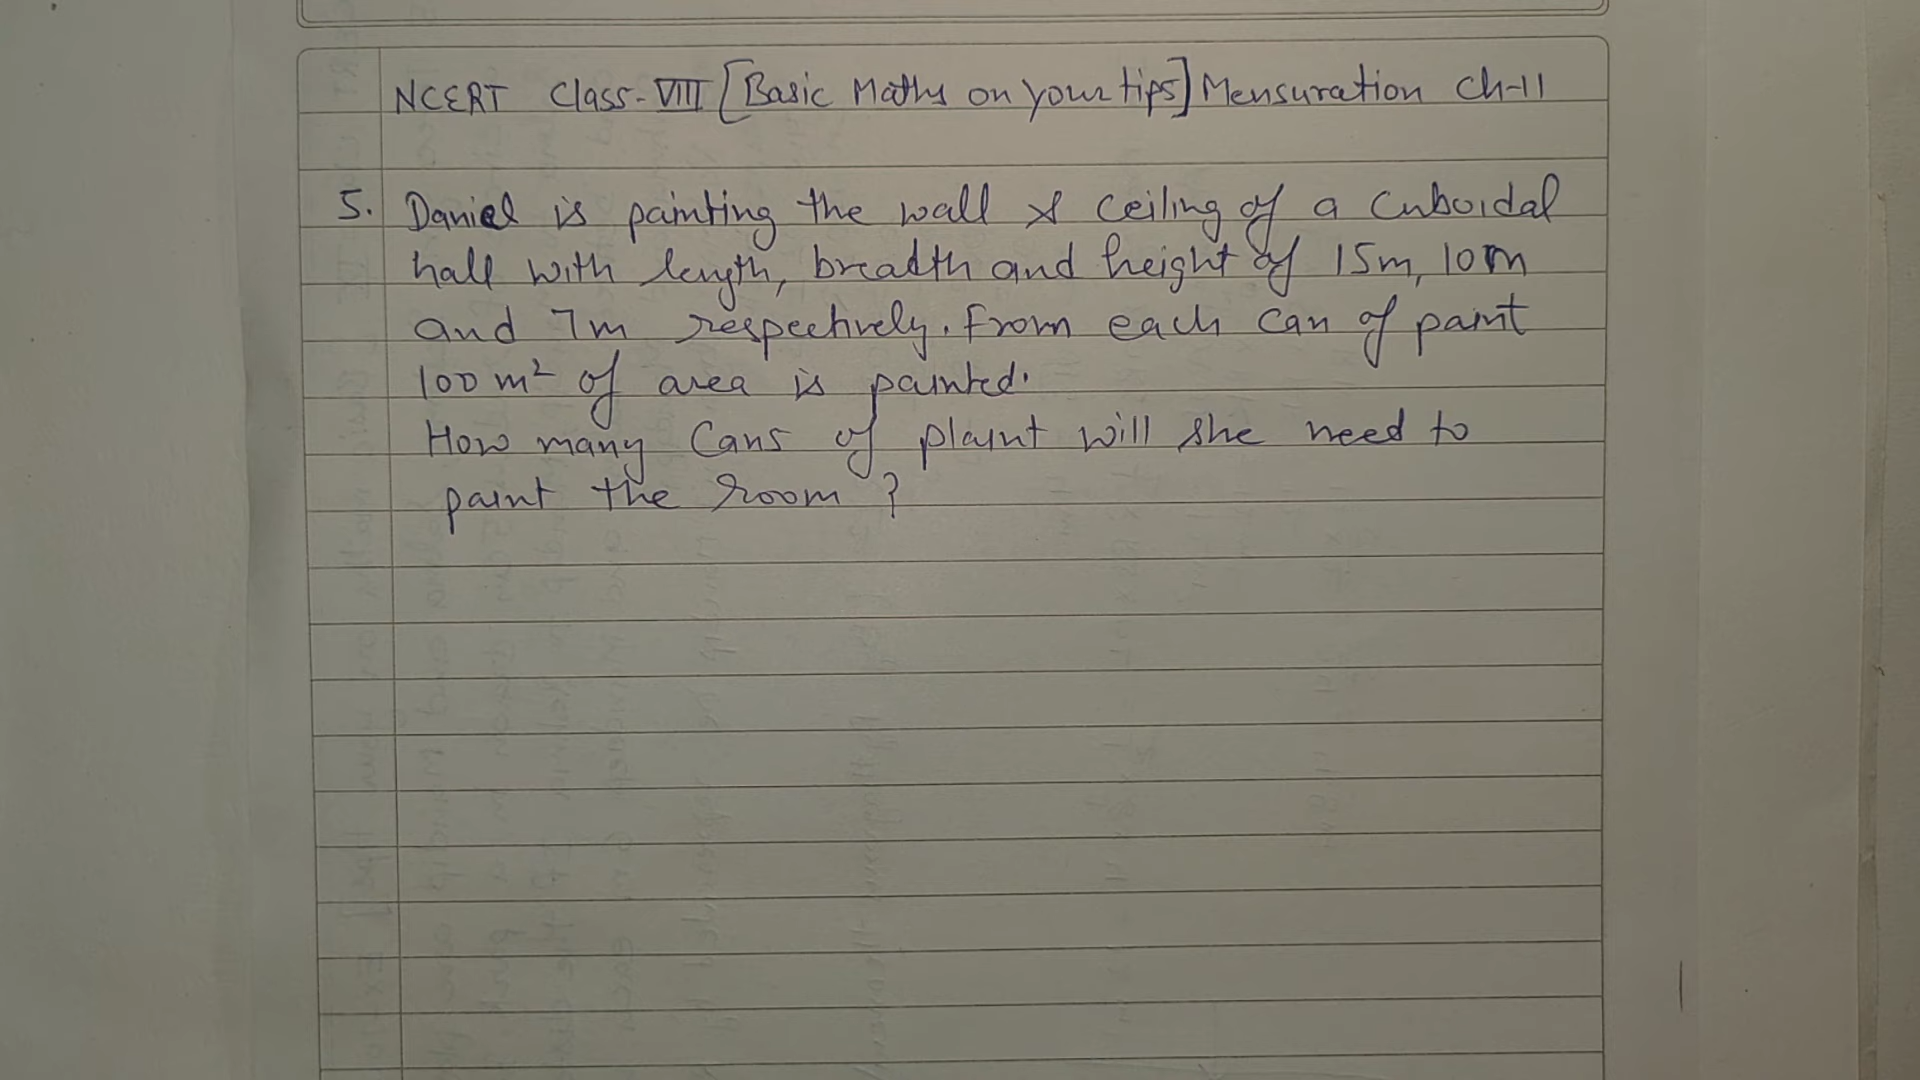 NCERT Class-VIII [Basic Maths on your tips] Mensuration Ch-11
5. Daniel is painting the wall & ceiling of a cuboidal
hall with length, breadth and height of 15m, 10m
and 7m respectively. From each can of paint
100 m² of area is painted.
How many cans of plaint will she need to
paint the room?